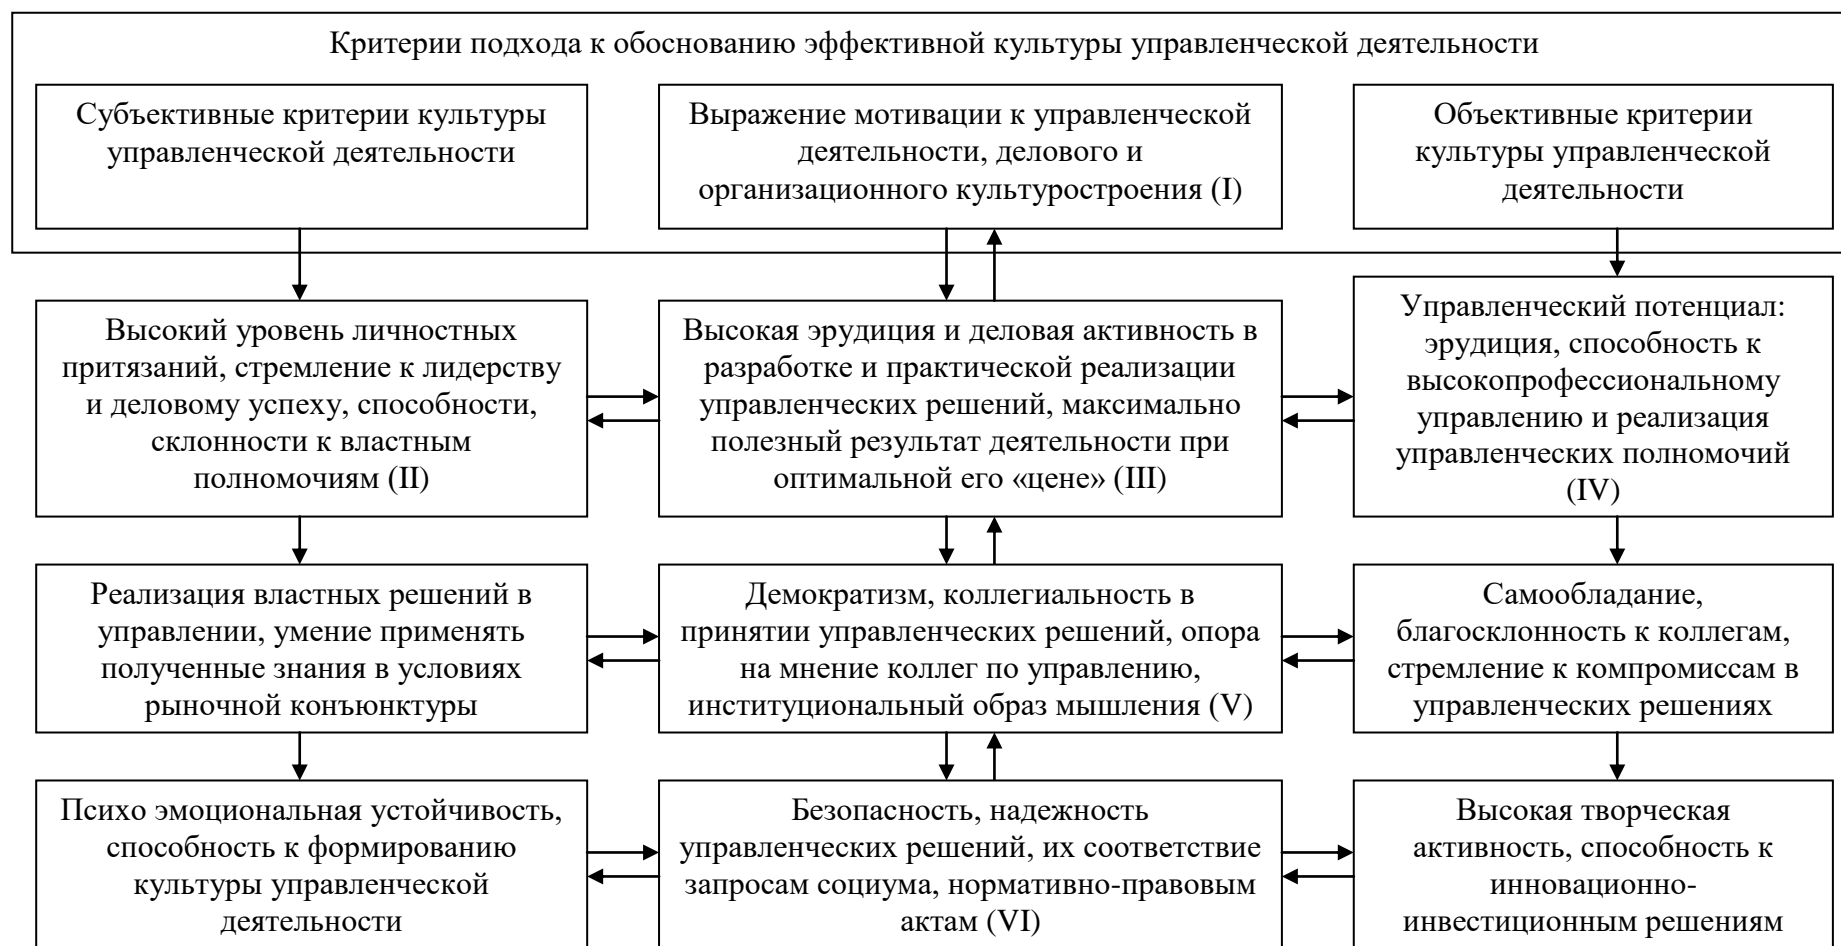 Критерии подхода к обоснованию эффективной культуры управленческой деятельности
Субъективные критерии культуры
управленческой деятельности
Выражение мотивации к управленческой
деятельности, делового и
организационного культуростроения (I)
Объективные критерии
культуры управленческой
деятельности
Высокий уровень личностных
притязаний, стремление к лидерству
и деловому успеху, способности,
склонности к властным
полномочиям (II)
Высокая эрудиция и деловая активность в
разработке и практической реализации
управленческих решений, максимально
полезный результат деятельности при
оптимальной его «цене» (III)
Управленческий потенциал:
эрудиция, способность к
высокопрофессиональному
управлению и реализация
управленческих полномочий
(IV)
Реализация властных решений в
управлении, умение применять
полученные знания в условиях
рыночной конъюнктуры
Демократизм, коллегиальность в
принятии управленческих решений, опора
на мнение коллег по управлению,
институциональный образ мышления (V)
Самообладание,
благосклонность к коллегам,
стремление к компромиссам в
управленческих решениях
Психо эмоциональная устойчивость,
способность к формированию
культуры управленческой
деятельности
Безопасность, надежность
управленческих решений, их соответствие
запросам социума, нормативно-правовым
актам (VI)
Высокая творческая
активность, способность к
инновационно-
инвестиционным решениям